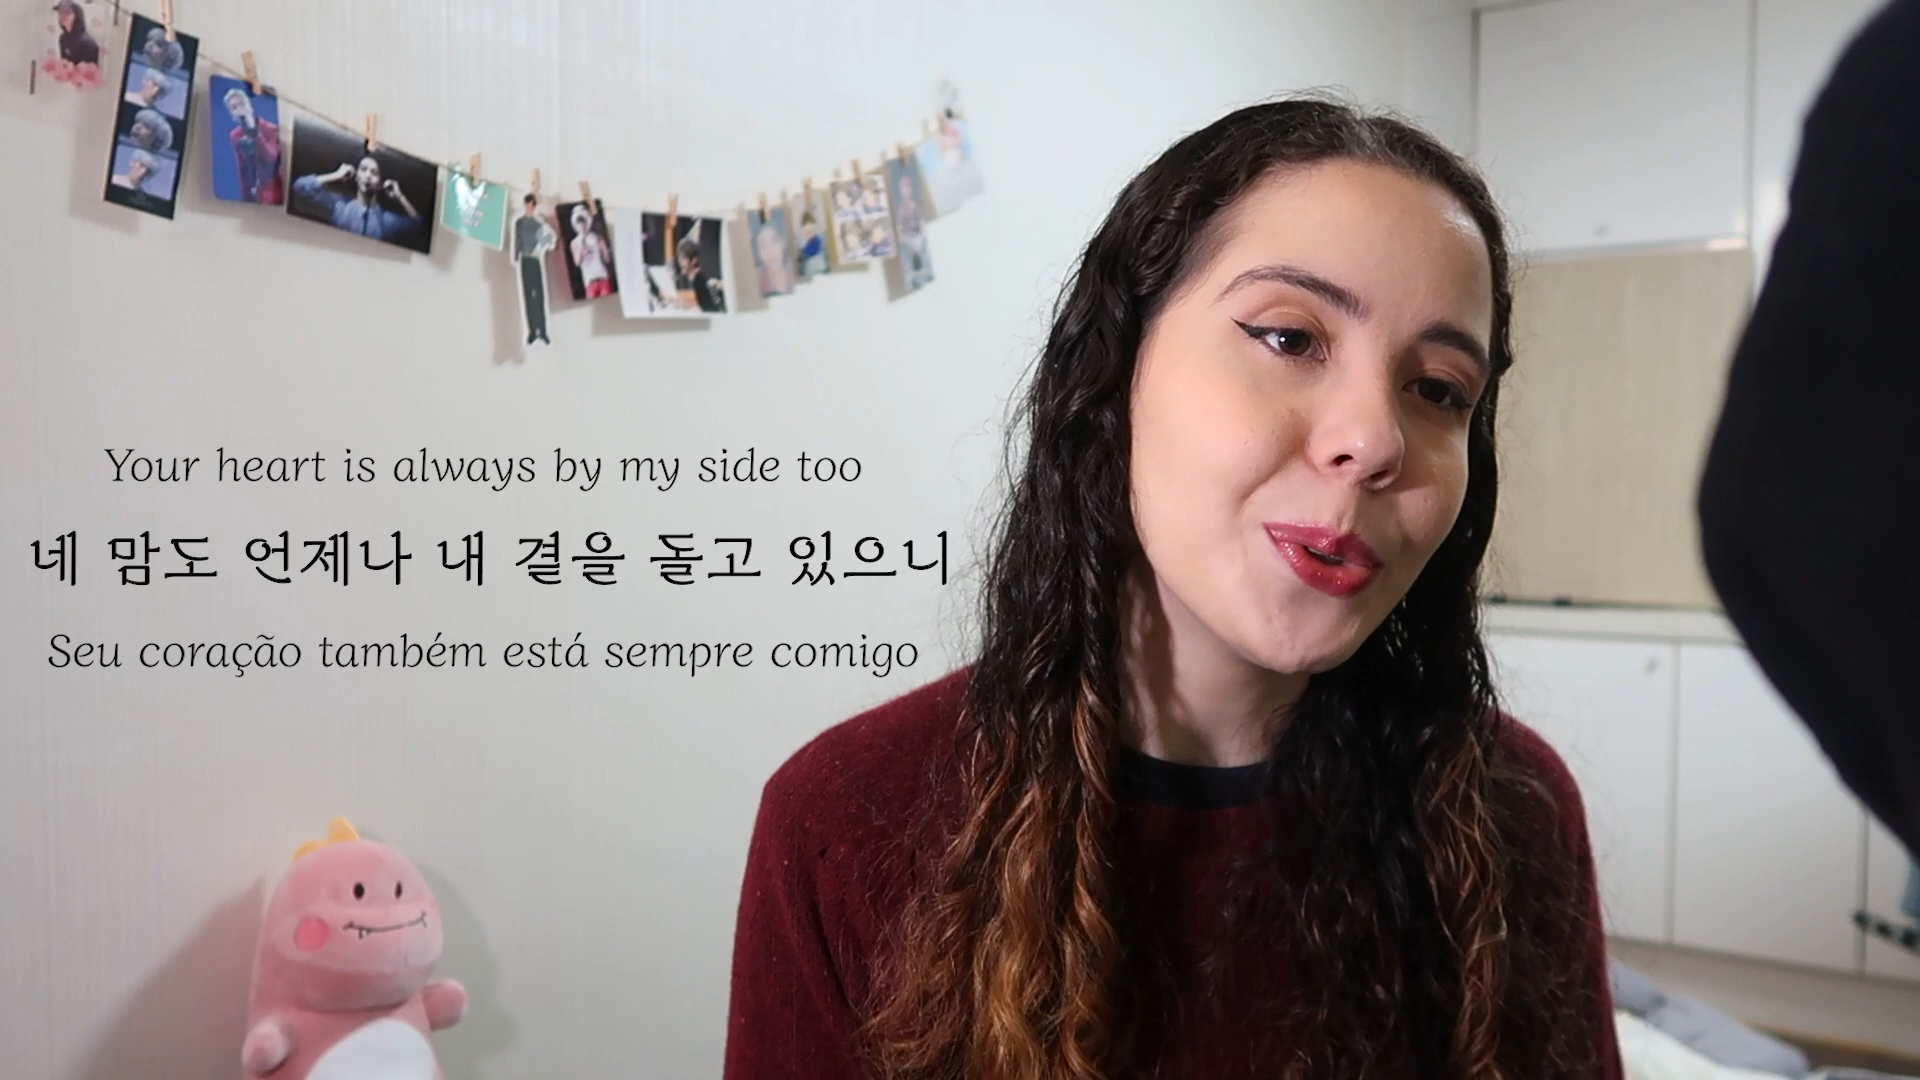 Your heart is always by my side too
네 맘도 언제나 내 결을 돌고 있으니
Seu coração também está sempre comigo